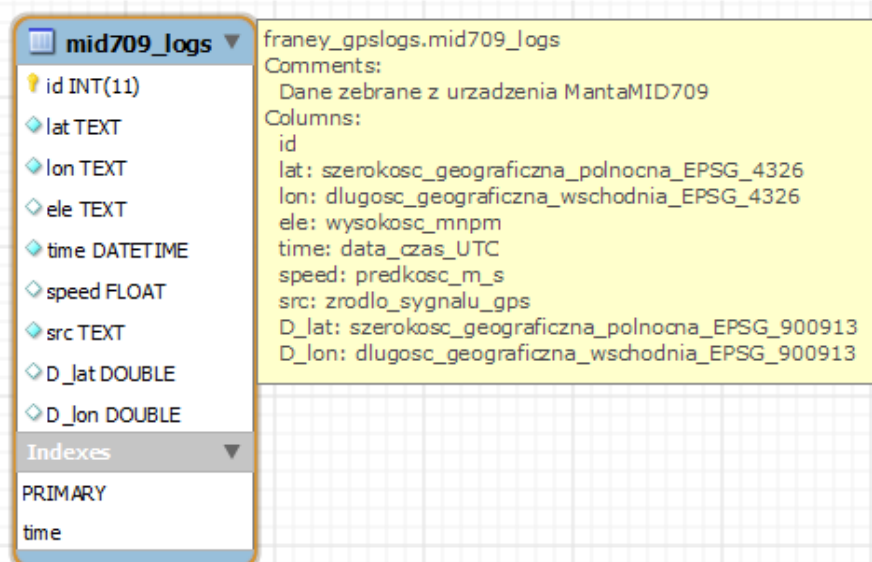 mid709_logs
id INT(11)
lat TEXT
lon TEXT
ele TEXT
time DATETIME
speed FLOAT
src TEXT
D_lat DOUBLE
D_lon DOUBLE
Indexes
PRIMARY
time
franey_gpslogs.mid709_logs
Comments:
Dane zebrane z urzadzenia MantaMID709
Columns:
id
lat: szerokosc_geograficzna_polnocna_EPSG_4326
lon: dlugosc_geograficzna_wschodnia_EPSG_4326
ele: wysokosc_mnpm
time: data_czas_UTC
speed: predkosc_m_s
src: zrodlo_sygnalu_gps
D_lat: szerokosc_geograficzna_polnocna_EPSG_900913
D_lon: dlugosc_geograficzna_wschodnia_EPSG_900913